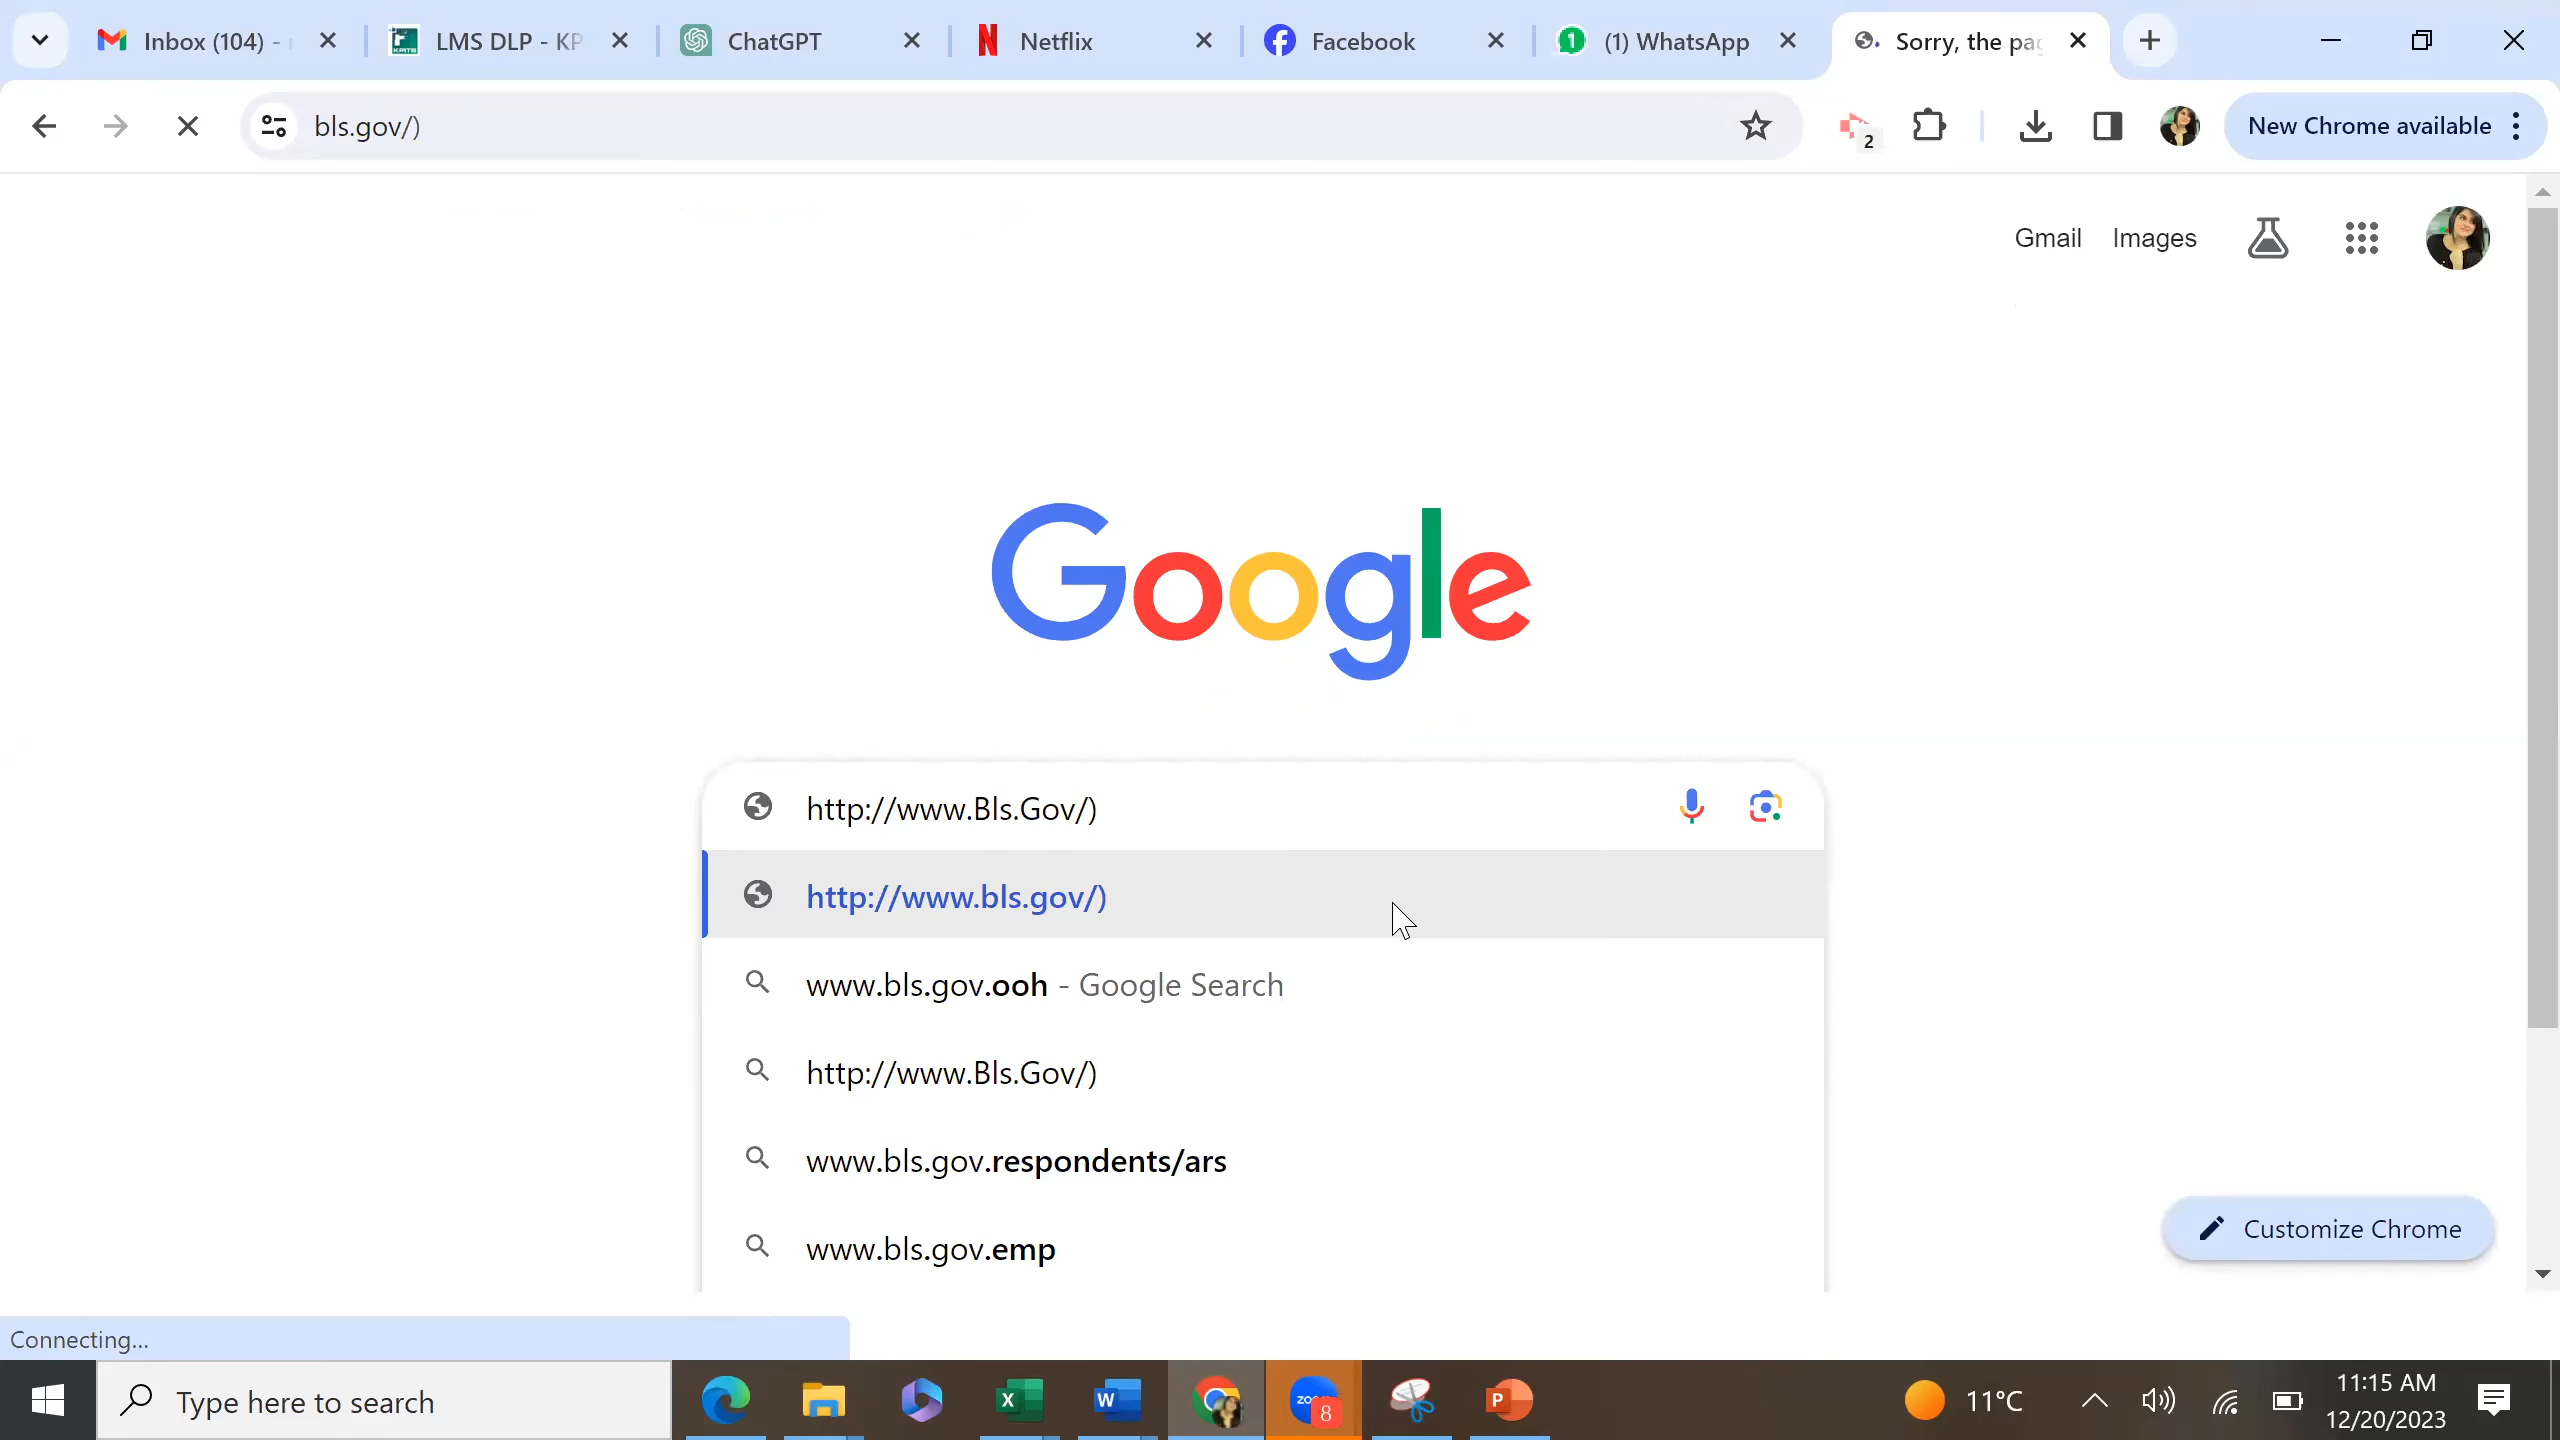 Inbox (104) -
LMS DLP - KP
ChatGPT
Netflix
Facebook
1
(1) WhatsApp
Sorry, the pa
bls.gov/)
2
New Chrome available
Gmail
Images
Google
http://www.Bls.Gov/)
http://www.bls.gov/)
www.bls.gov.ooh - Google Search
http://www.Bls.Gov/)
www.bls.gov.respondents/ars
www.bls.gov.emp
Customize Chrome
Connecting...
Type here to search
8
11°C
11:15 AM
12/20/2023